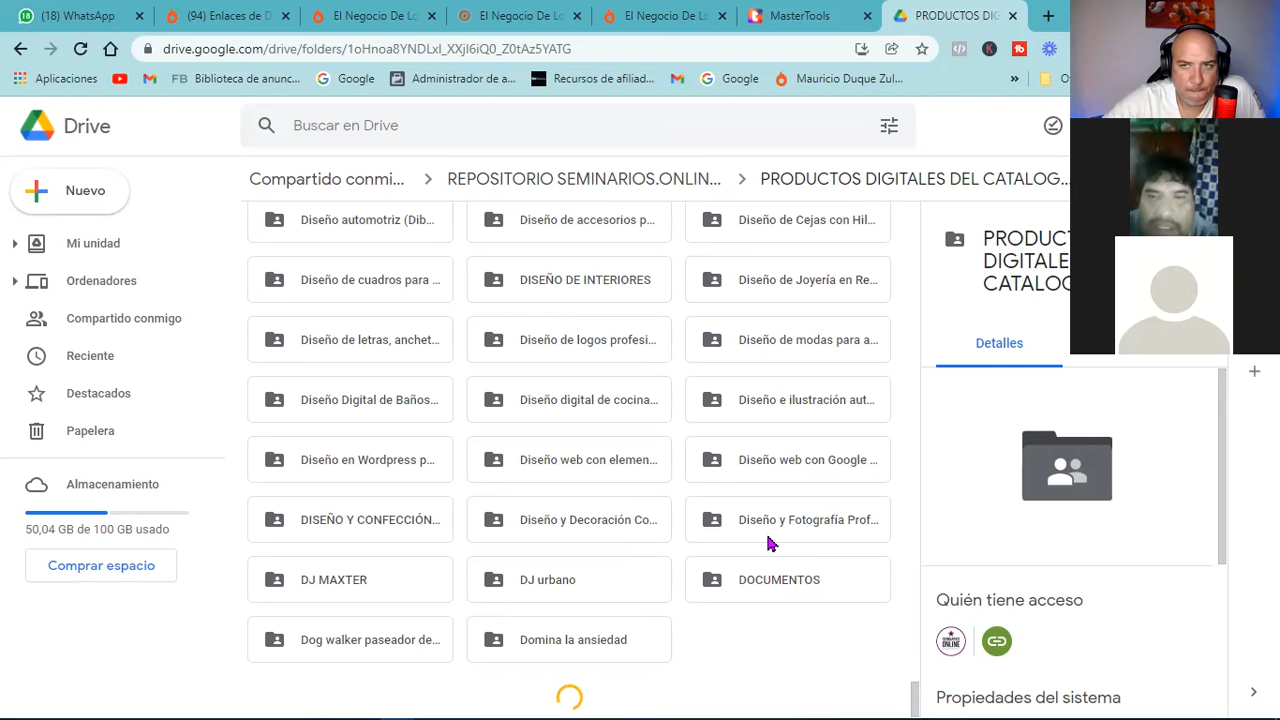 (18) WhatsApp
(94) Enlaces de D
El Negocio De Lo
El Negocio De Lo
El Negocio De Lo
MasterTools
PRODUCTOS DIG
drive.google.com/drive/folders/1oHnoa8YNDLxl_XXjl6iQ0_Z0tAz5YATG
Aplicaciones
FB Biblioteca de anunc...
Google
Administrador de a...
Recursos de afiliad...
Google
Mauricio Duque Zul...
»
Drive
Buscar en Drive
Nuevo
Compartido conmi... > REPOSITORIO SEMINARIOS.ONLIN... > PRODUCTOS DIGITALES DEL CATALOG...
Mi unidad
Ordenadores
Compartido conmigo
Reciente
Destacados
Papelera
Almacenamiento
50,04 GB de 100 GB usado
Comprar espacio
Diseño automotriz (Dib...
Diseño de accesorios p...
Diseño de Cejas con Hil...
Diseño de cuadros para ...
DISEÑO DE INTERIORES
Diseño de Joyería en Re...
Diseño de letras, anchet...
Diseño de logos profesi...
Diseño de modas para a...
Diseño Digital de Baños...
Diseño digital de cocina...
Diseño e ilustración aut...
Diseño en Wordpress p...
Diseño web con elemen...
Diseño web con Google ...
DISEÑO Y CONFECCIÓN...
Diseño y Decoración Co...
Diseño y Fotografía Prof...
DJ MAXTER
DJ urbano
DOCUMENTOS
Dog walker paseador de...
Domina la ansiedad
PRODUCT
DIGITALE
CATALOG
Detalles
Quién tiene acceso
Propiedades del sistema